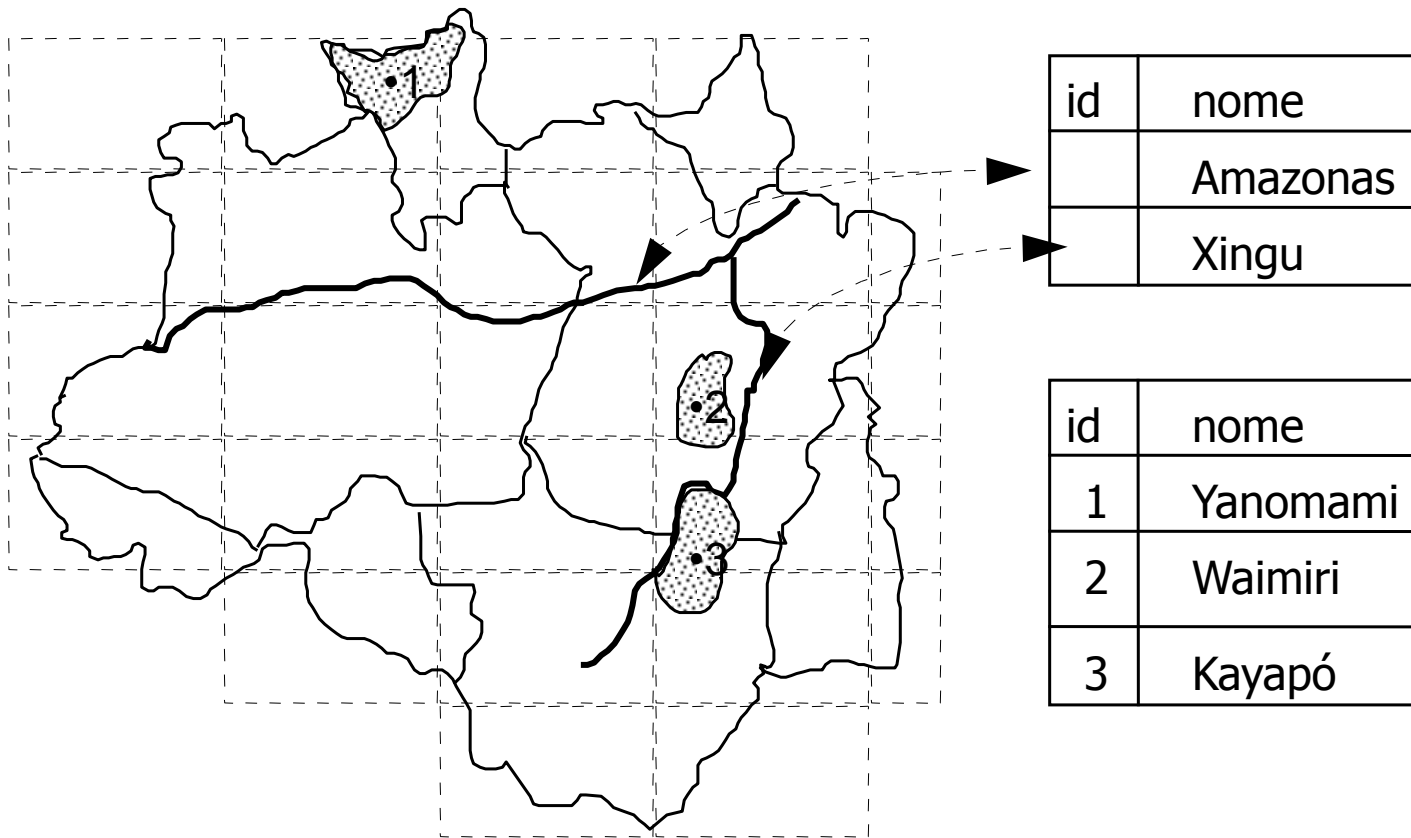 1
2
3
id nome
Amazonas
Xingu
id nome
1 Yanomami
2 Waimiri
3 Kayapó